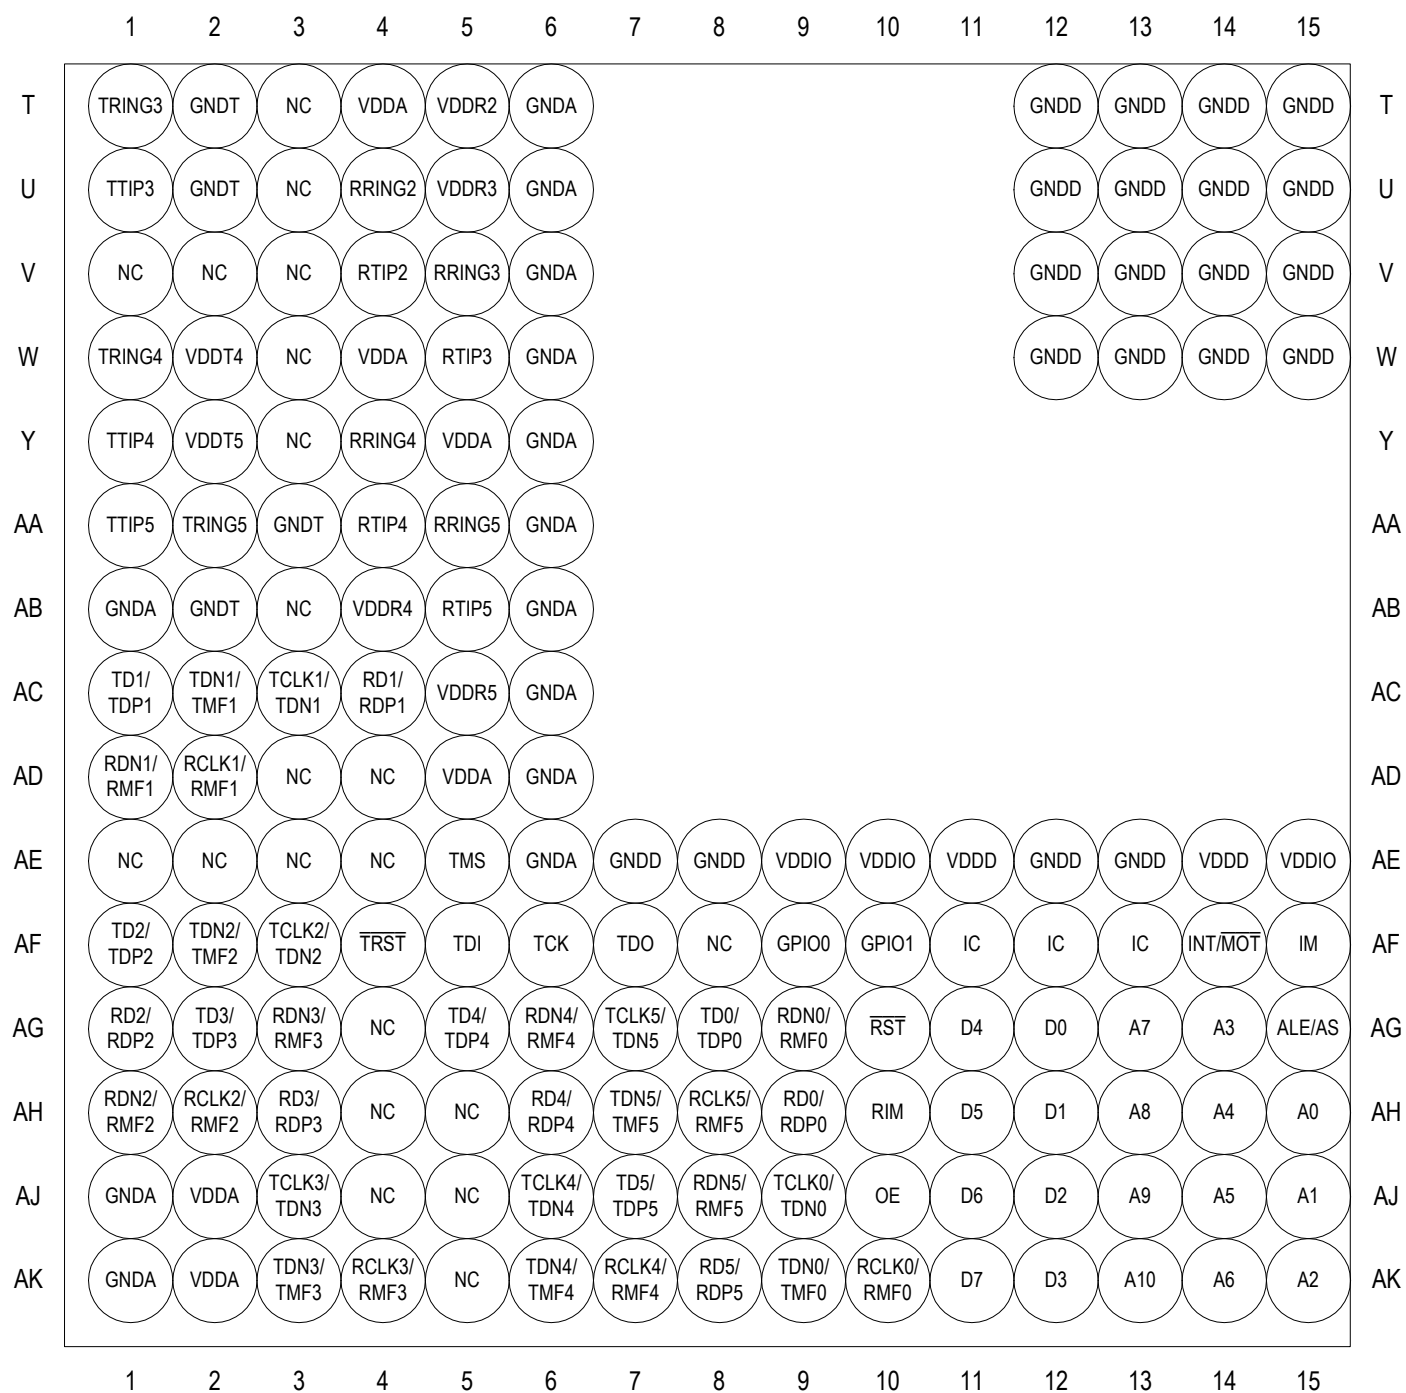 1 2 3 4 5 6 7 8 9 10 11 12 13 14 15
T TRING3 GNDT NC VDDA VDDR2 GNDA GNDD GNDD GNDD GNDD T
U TTIP3 GNDT NC RRING2 VDDR3 GNDA GNDD GNDD GNDD GNDD U
V NC NC NC RTIP2 RRING3 GNDA GNDD GNDD GNDD GNDD V
W TRING4 VDDT4 NC VDDA RTIP3 GNDA GNDD GNDD GNDD GNDD W
Y TTIP4 VDDT5 NC RRING4 VDDA GNDA Y
AA TTIP5 TRING5 GNDT RTIP4 RRING5 GNDA AA
AB GNDA GNDT NC VDDR4 RTIP5 GNDA AB
AC TD1/TDP1 TDN1/TMF1 TCLK1/TDN1 RD1/RDP1 VDDR5 GNDA AC
AD RDN1/RMF1 RCLK1/RMF1 NC NC VDDA GNDA AD
AE NC NC NC NC TMS GNDA GNDD GNDD VDDIO VDDIO VDDD GNDD GNDD VDDD VDDIO AE
AF TD2/TDP2 TDN2/TMF2 TCLK2/TDN2 TRST TDI TCK TDO NC GPIO0 GPIO1 IC IC IC INT/MOT IM AF
AG RD2/RDP2 TD3/TDP3 RDN3/RMF3 NC TD4/TDP4 RDN4/RMF4 TCLK5/TDN5 TD0/TDP0 RDN0/RMF0 RST D4 D0 A7 A3 ALE/AS AG
AH RDN2/RMF2 RCLK2/RMF2 RD3/RDP3 NC NC RD4/RDP4 TDN5/TMF5 RCLK5/RMF5 RD0/RDP0 RIM D5 D1 A8 A4 A0 AH
AJ GNDA VDDA TCLK3/TDN3 NC NC TCLK4/TDN4 TD5/TDP5 RDN5/RMF5 TCLK0/TDN0 OE D6 D2 A9 A5 A1 AJ
AK GNDA VDDA TDN3/TMF3 RCLK3/RMF3 NC TDN4/TMF4 RCLK4/RMF4 RD5/RDP5 TDN0/TMF0 RCLK0/RMF0 D7 D3 A10 A6 A2 AK
1 2 3 4 5 6 7 8 9 10 11 12 13 14 15